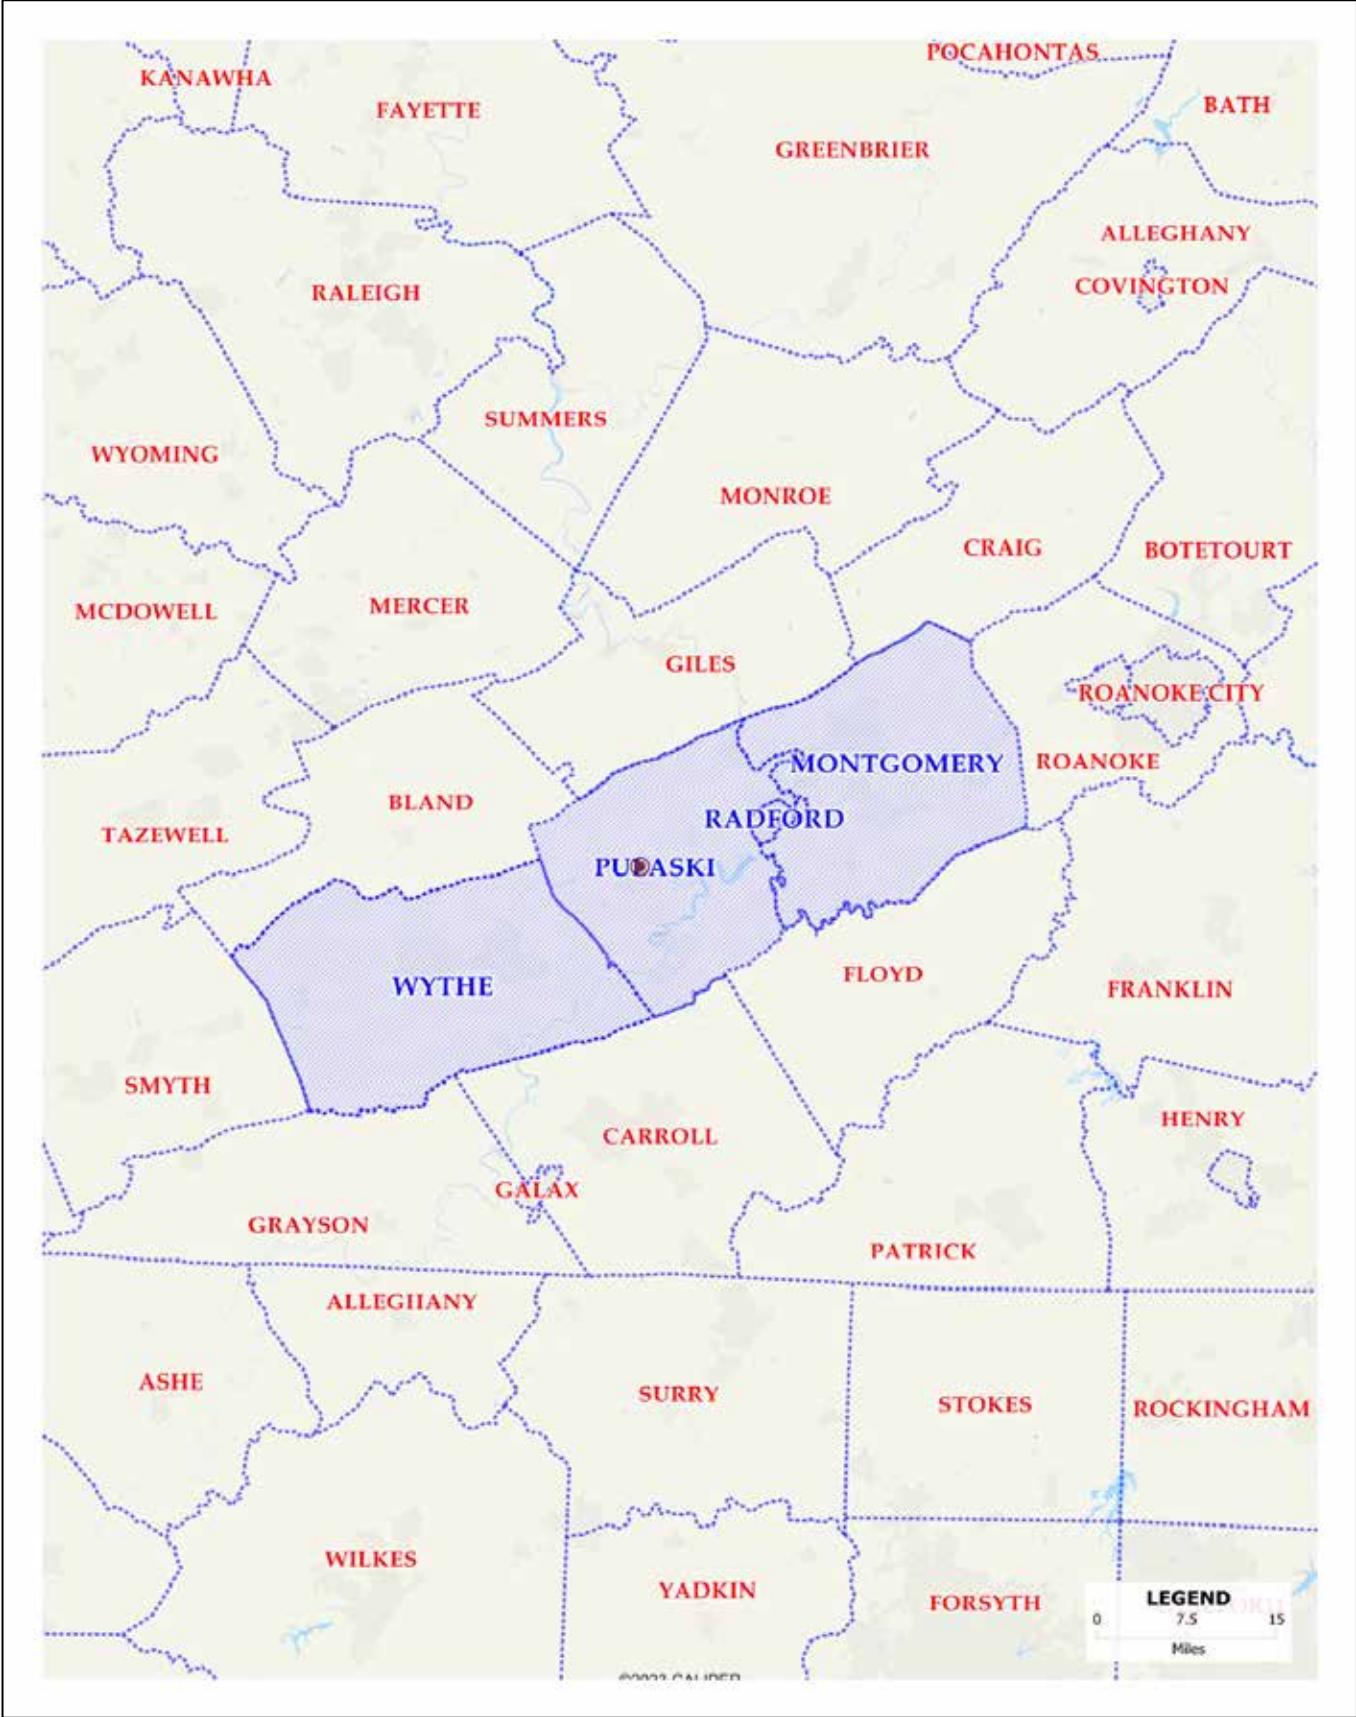 POCAHONTAS
KANAWHA
FAYETTE
BATH
GREENBRIER
ALLEGHANY
COVINGTON
RALEIGH
SUMMERS
WYOMING
MONROE
CRAIG
BOTETOURT
MCDOWELL
MERCER
GILES
ROANOKE CITY
MONTGOMERY
ROANOKE
BLAND
RADFORD
TAZEWELL
PULASKI
WYTHE
FLOYD
FRANKLIN
SMYTH
HENRY
CARROLL
GALAX
GRAYSON
PATRICK
ALLEGHANY
ASHE
SURRY
STOKES
ROCKINGHAM
WILKES
YADKIN
FORSYTH
LEGEND
0 7.5 15
Miles
©2023 CALIPER